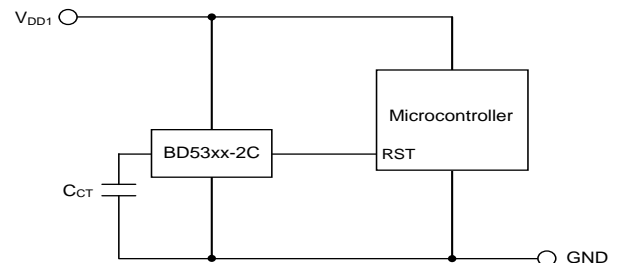 VDD1
Microcontroller
BD53xx-2C
RST
CCT
GND